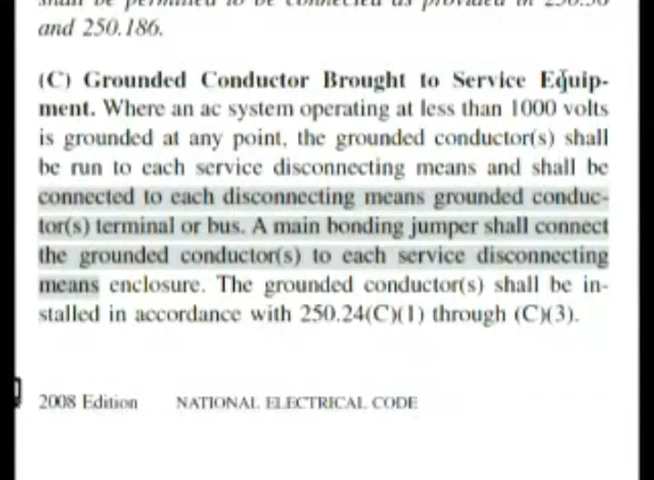 and 250.186.
(C) Grounded Conductor Brought to Service Equip-
ment. Where an ac system operating at less than 1000 volts
is grounded at any point, the grounded conductor(s) shall
be run to each service disconnecting means and shall be
connected to each disconnecting means grounded conduc-
tor(s) terminal or bus. A main bonding jumper shall connect
the grounded conductor(s) to each service disconnecting
means enclosure. The grounded conductor(s) shall be in-
stalled in accordance with 250.24(C)(1) through (C)(3).
2008 Edition NATIONAL ELECTRICAL CODE